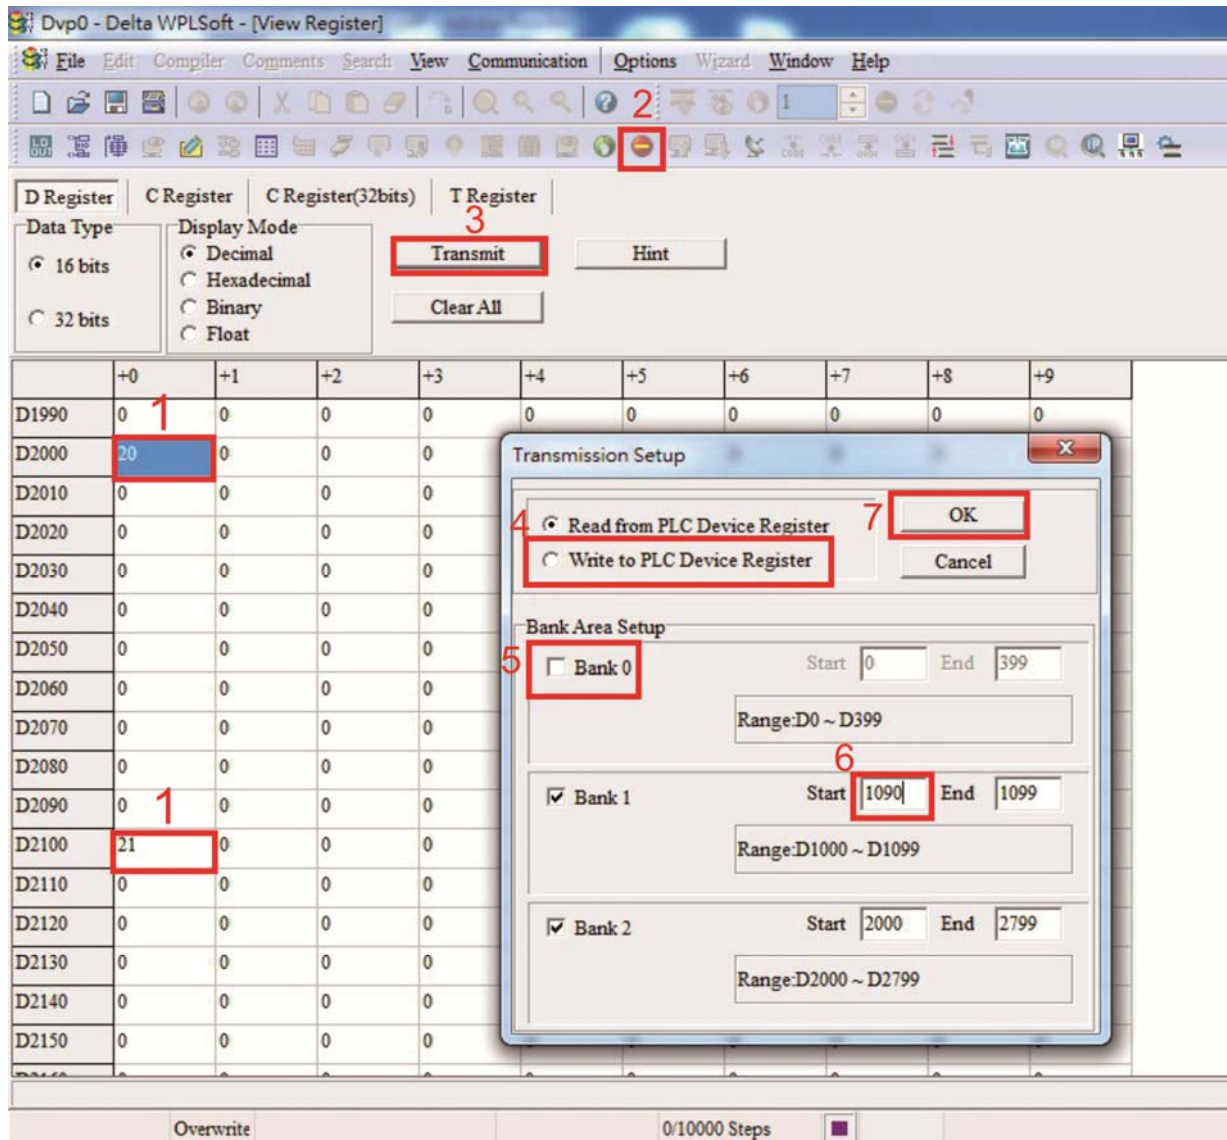 Dvp0 - Delta WPLSoft - [View Register]
File Edit Compiler Comments Search View Communication Options Wizard Window Help
2
1
D Register C Register C Register(32bits) T Register
3
Data Type Display Mode
16 bits Decimal Transmit Hint
Hexadecimal
32 bits Binary Clear All
Float
+0 +1 +2 +3 +4 +5 +6 +7 +8 +9
D1990 0 1 0 0 0 0 0 0 0 0 0
D2000 20 0 0 0
D2010 0 0 0 0
D2020 0 0 0 0
D2030 0 0 0 0
D2040 0 0 0 0
D2050 0 0 0 0
D2060 0 0 0 0
D2070 0 0 0 0
D2080 0 0 0 0
D2090 0 1 0 0 0
D2100 21 0 0 0
D2110 0 0 0 0
D2120 0 0 0 0
D2130 0 0 0 0
D2140 0 0 0 0
D2150 0 0 0 0
Transmission Setup
4 Read from PLC Device Register 7 OK
Write to PLC Device Register Cancel
Bank Area Setup
5 Bank 0 Start 0 End 399
Range:D0 ~ D399
6
Bank 1 Start 1090 End 1099
Range:D1000 ~ D1099
Bank 2 Start 2000 End 2799
Range:D2000 ~ D2799
Overwrite 0/10000 Steps